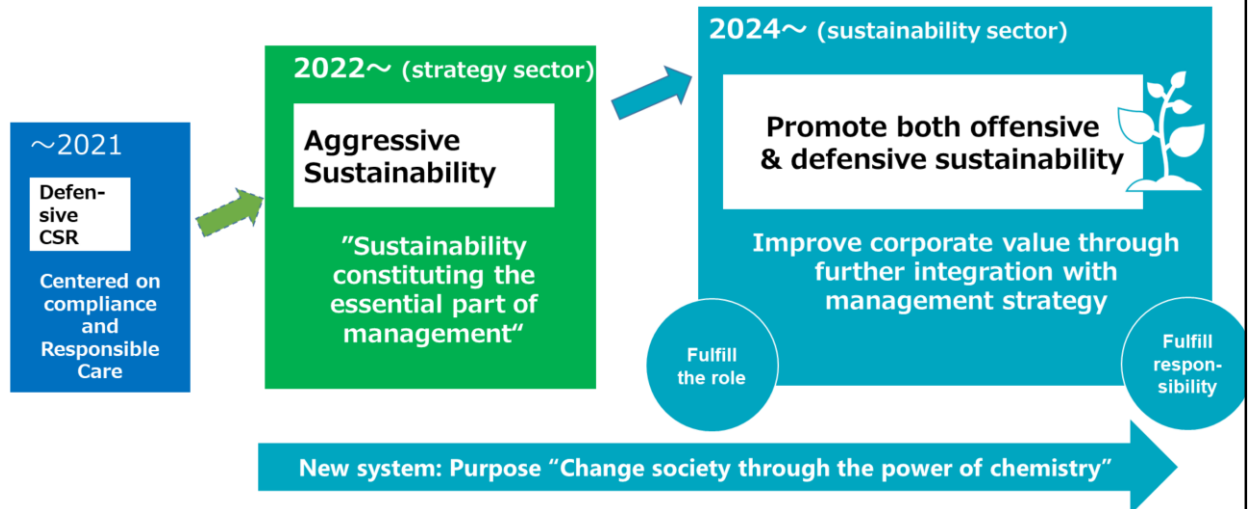 ～2021
Defen-
sive
CSR
Centered on
compliance
and
Responsible
Care
2022～ (strategy sector)
Aggressive
Sustainability
”Sustainability
constituting the
essential part of
management“
2024～ (sustainability sector)
Promote both offensive
& defensive sustainability
Improve corporate value through
further integration with
management strategy
Fulfill
the role
Fulfill
respon-
sibility
New system: Purpose “Change society through the power of chemistry”